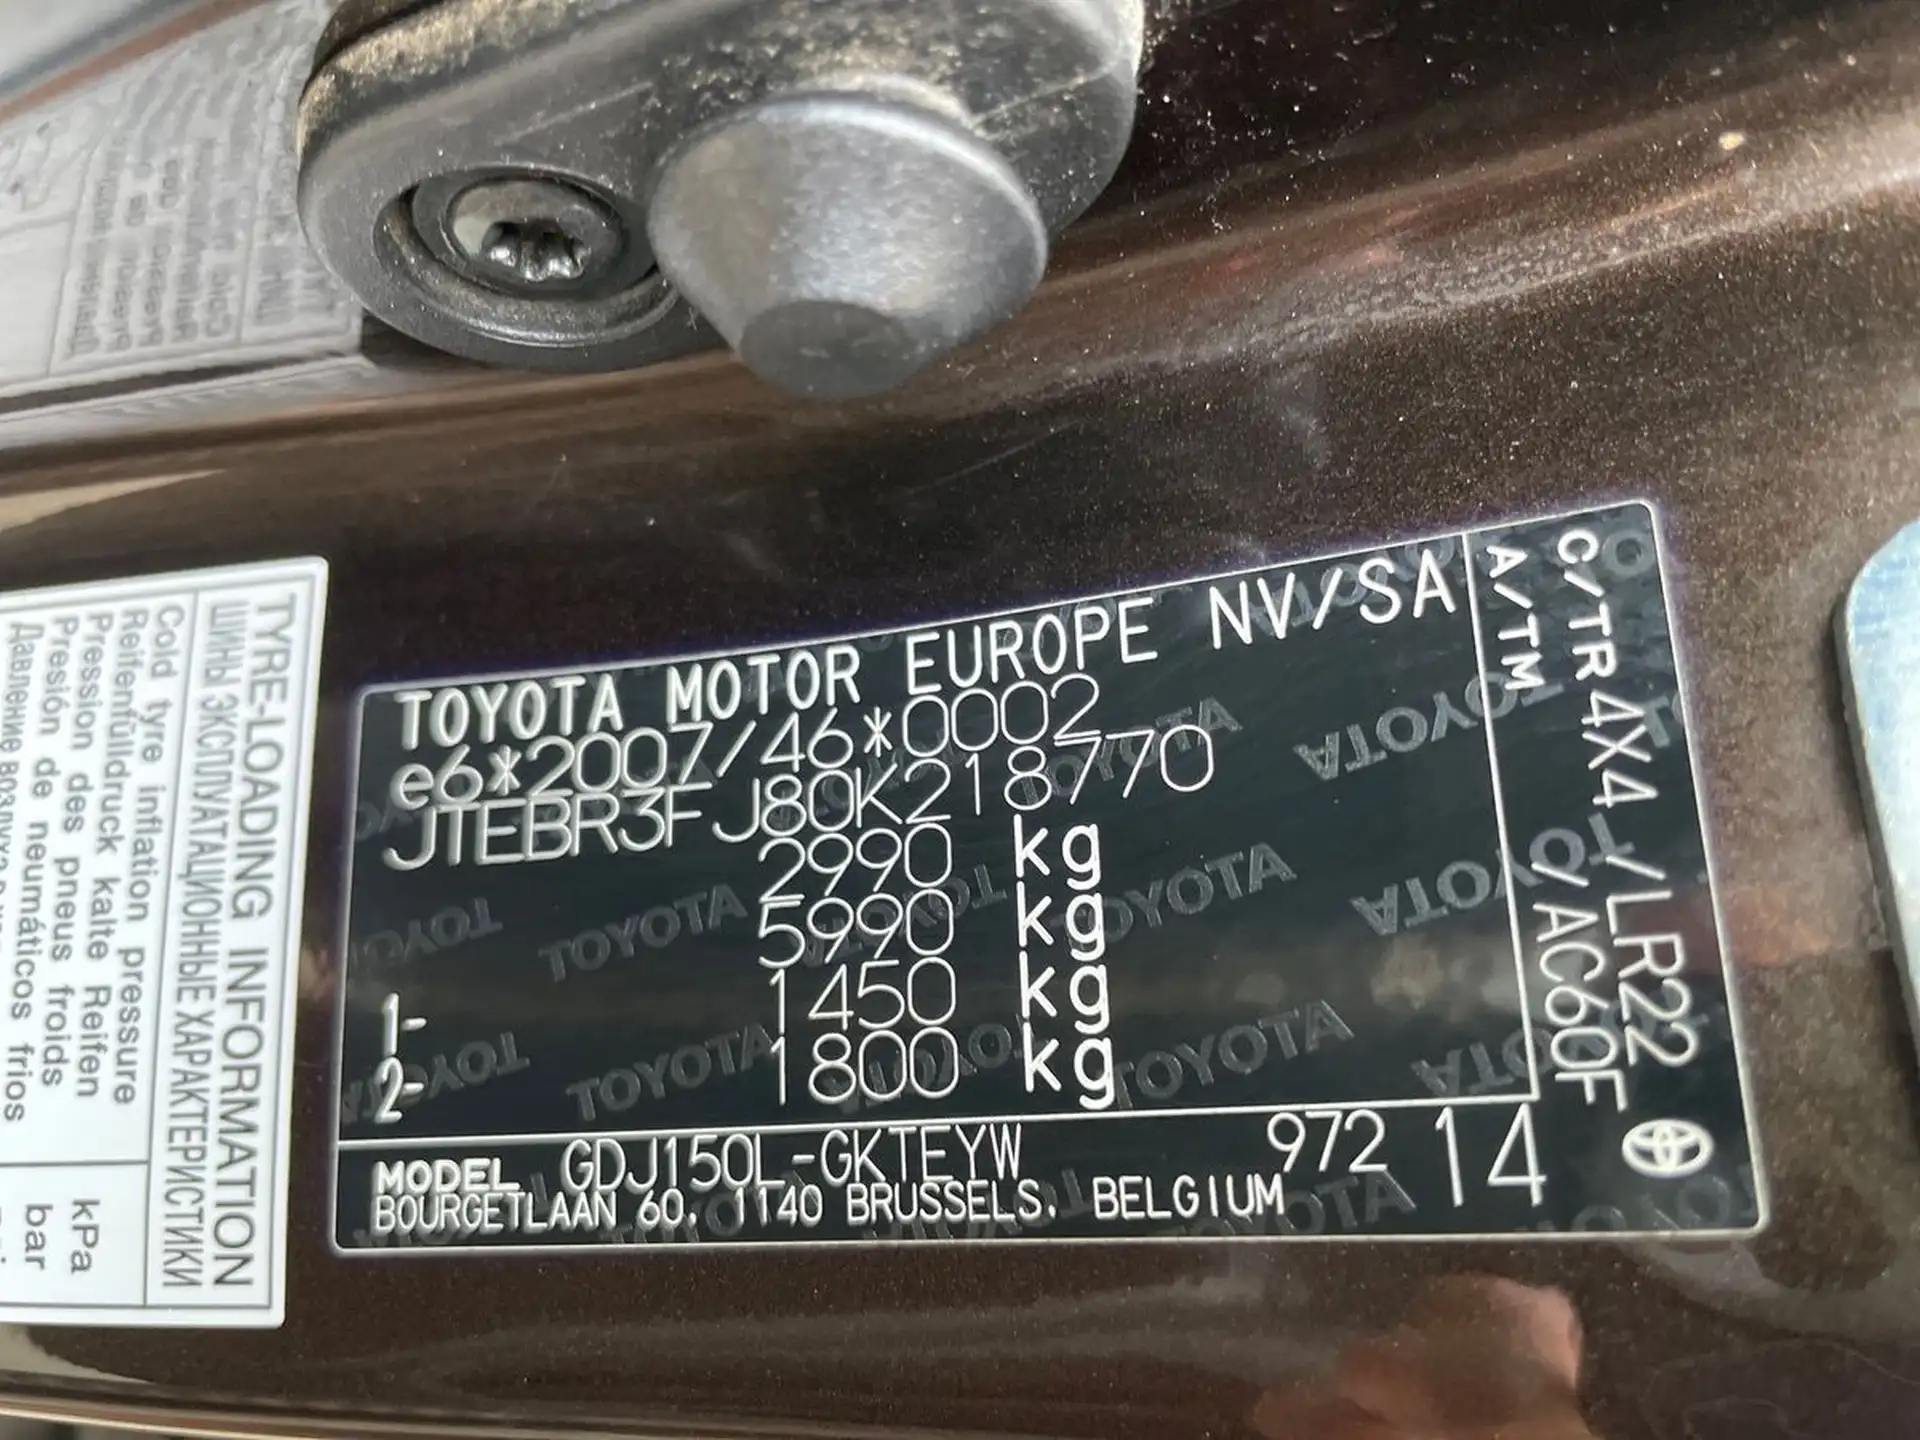 TOYOTA MOTOR EUROPE NV/SA
e6*2007/46*0002
JTEBR3FJ80K218770
2990 kg
5990 kg
1- 1450 kg
2- 1800 kg
C/TR 4X4 /LR22
A/TM /AC60F
MODEL GDJ150L-GKTEYW 972 14
BOURGETLAAN 60, 1140 BRUSSELS, BELGIUM
TYRE-LOADING INFORMATION
ШИНЫ ЭКСПЛУАТАЦИОННЫЕ ХАРАКТЕРИСТИКИ
Cold tyre inflation pressure
Reifenfülldruck kalte Reifen
Pression des pneus froids
Presión de neumáticos frios
Давление
kPa
bar